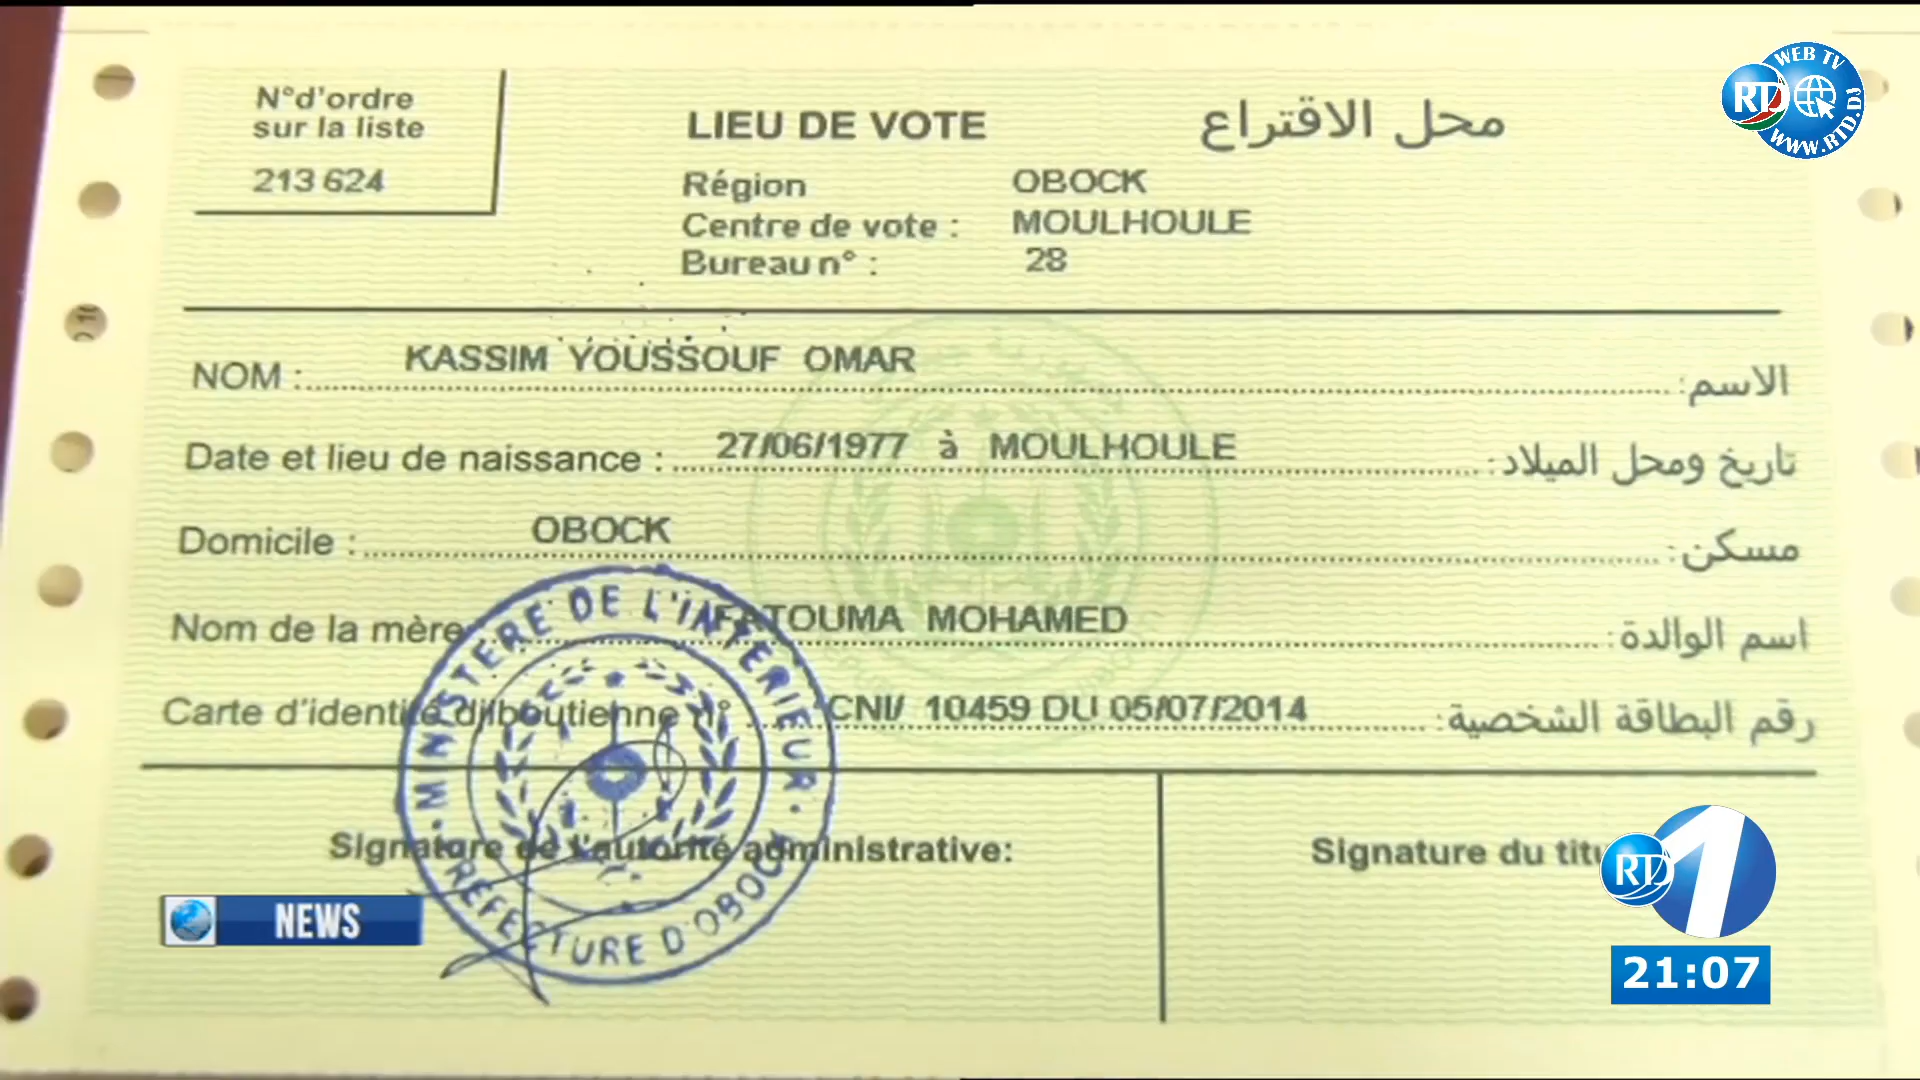 N°d'ordre
sur la liste
213 624
LIEU DE VOTE
محل الاقتراع
Région OBOCK
Centre de vote : MOULHOULE
Bureau n° : 28
NOM : KASSIM YOUSSOUF OMAR الاسم:
Date et lieu de naissance : 27/06/1977 à MOULHOULE تاريخ ومحل الميلاد:
Domicile : OBOCK مسكن:
Nom de la mère : FATOUMA MOHAMED اسم الوالدة:
Carte d'identité djiboutienne n° CNI/ 10459 DU 05/07/2014 رقم البطاقة الشخصية:
Signature de l'autorité administrative:
Signature du titu
MINISTERE DE L'INTERIEUR
PREFECTURE D'OBOCK
WEB TV
RTD
WWW.RTD.DJ
NEWS
RTD 1
21:07